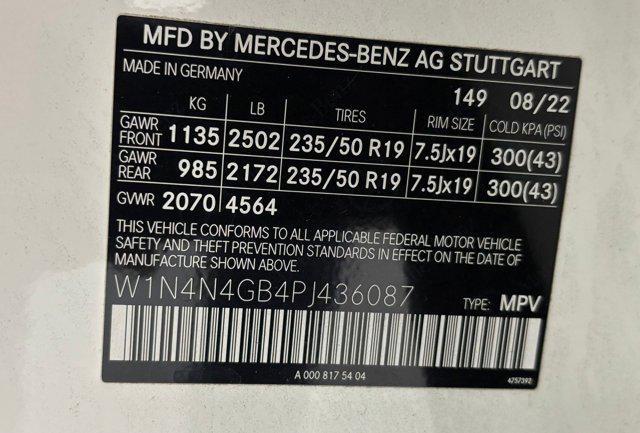 MFD BY MERCEDES-BENZ AG STUTTGART
MADE IN GERMANY 149 08/22
KG LB TIRES RIM SIZE COLD KPA (PSI)
GAWR FRONT 1135 2502 235/50 R19 7.5Jx19 300(43)
GAWR REAR 985 2172 235/50 R19 7.5Jx19 300(43)
GVWR 2070 4564
THIS VEHICLE CONFORMS TO ALL APPLICABLE FEDERAL MOTOR VEHICLE
SAFETY AND THEFT PREVENTION STANDARDS IN EFFECT ON THE DATE OF
MANUFACTURE SHOWN ABOVE.
W1N4N4GB4PJ436087 TYPE: MPV
A 000 817 54 04 4757392